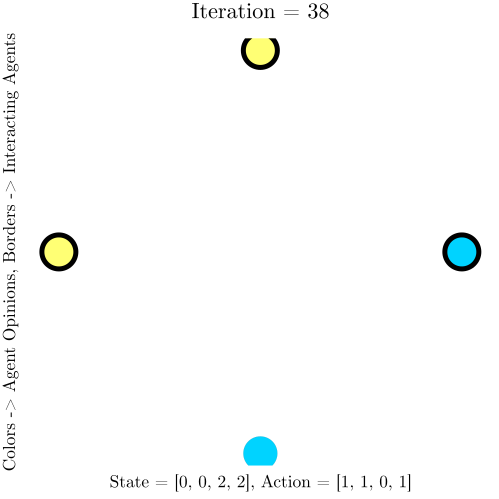 Iteration = 38
Colors -> Agent Opinions, Borders -> Interacting Agents
State = [0, 0, 2, 2], Action = [1, 1, 0, 1]